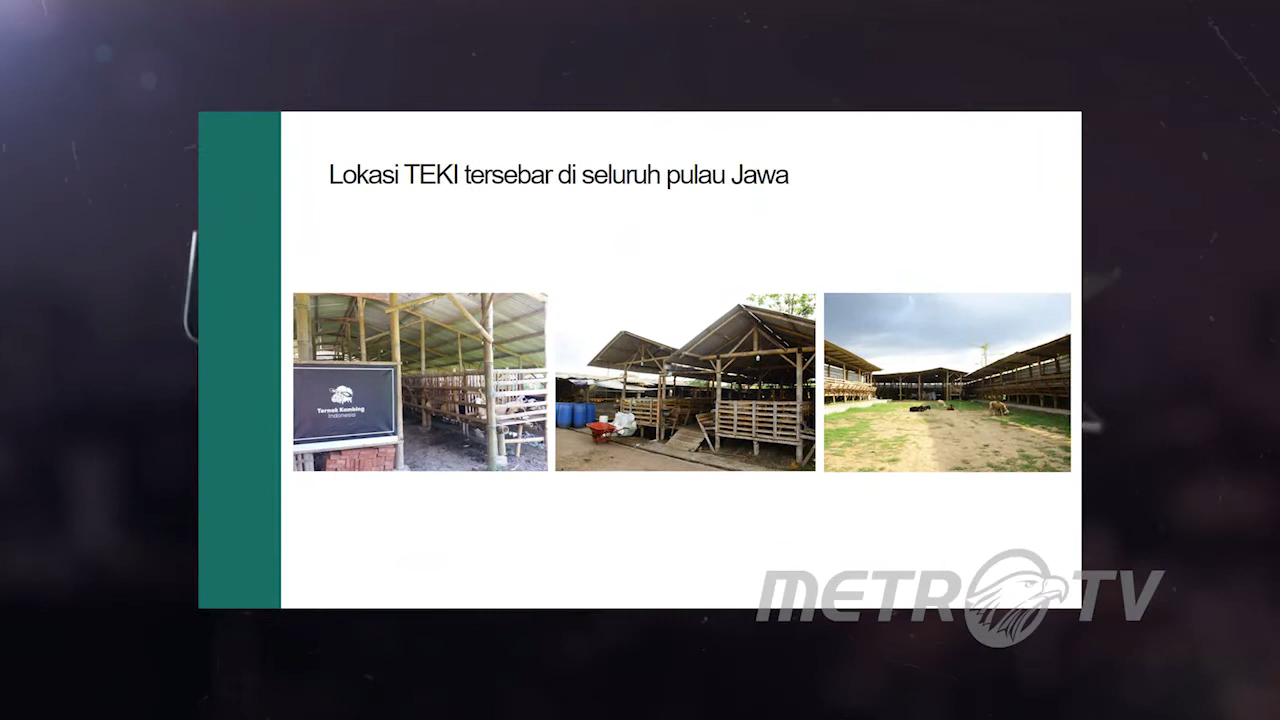 Lokasi TEKI tersebar di seluruh pulau Jawa
Ternak Kambing
Indonesia
METRO TV